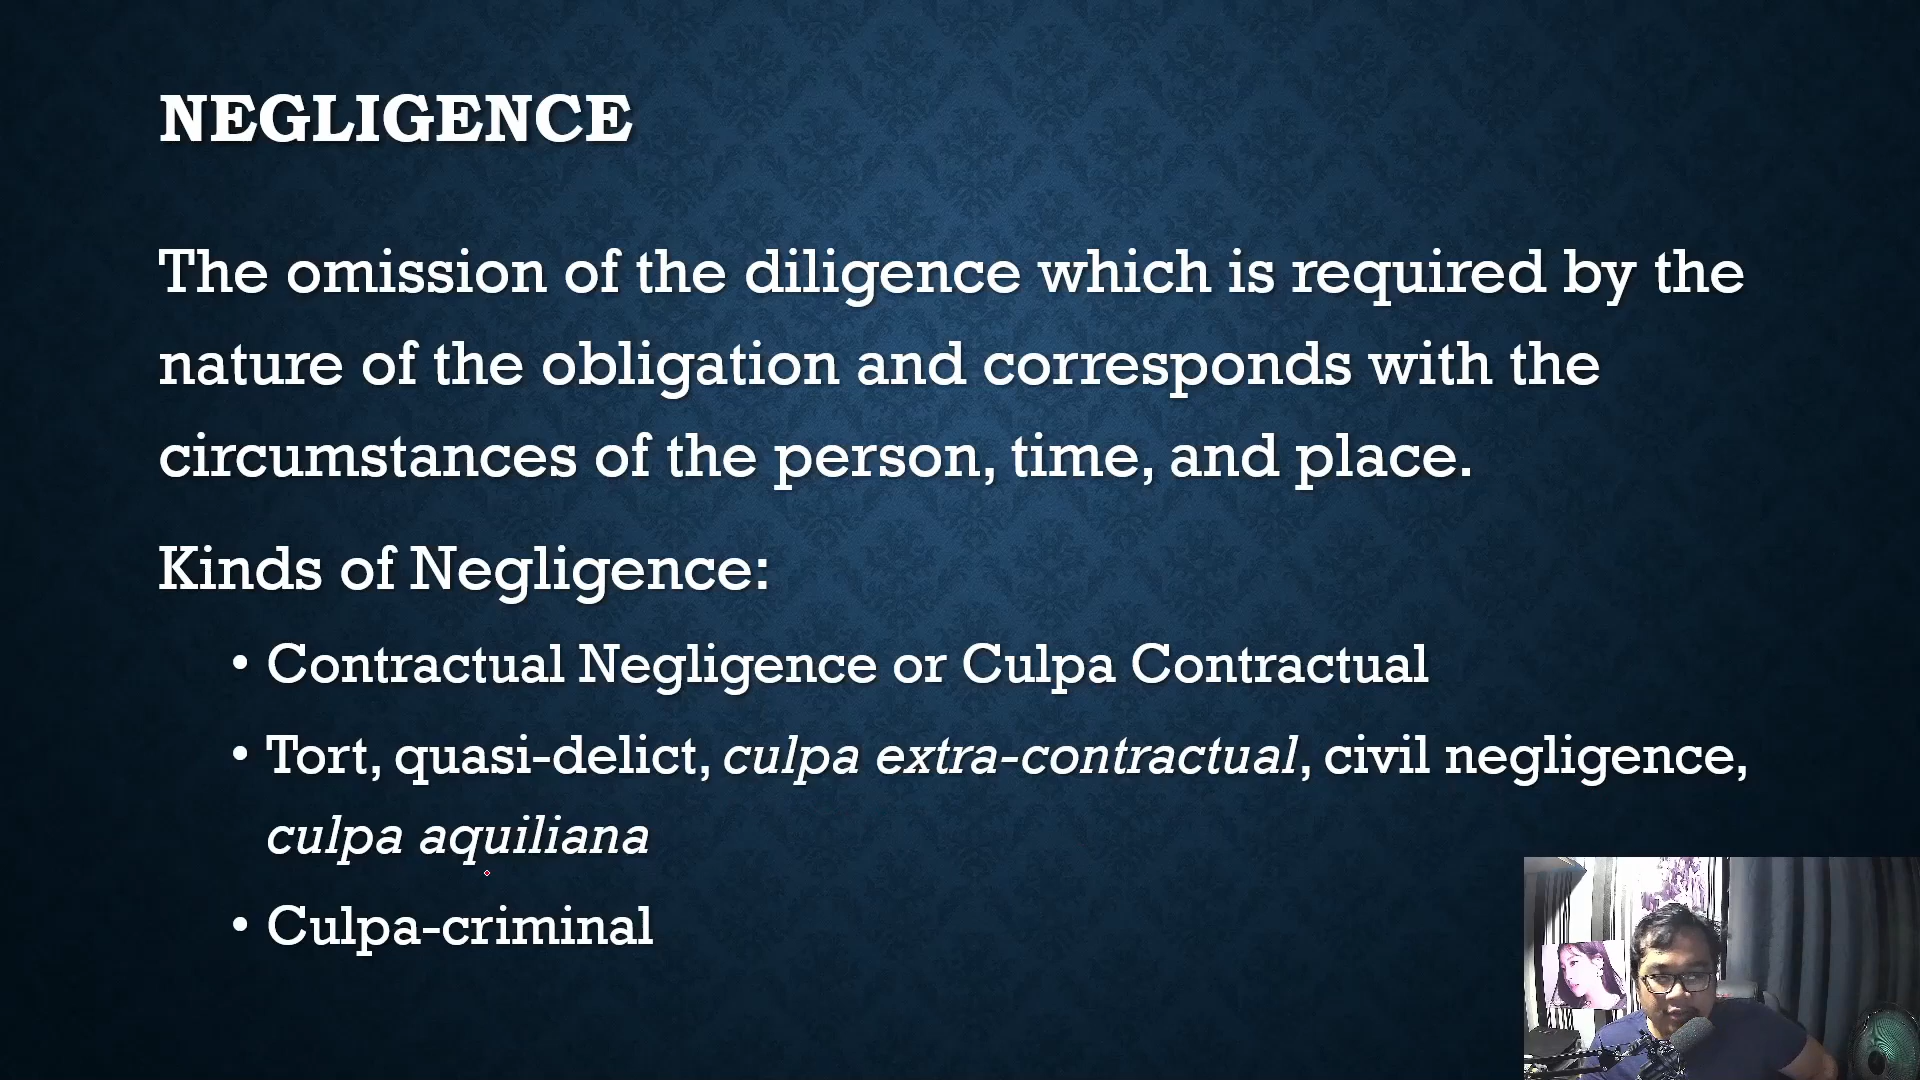 NEGLIGENCE
The omission of the diligence which is required by the
nature of the obligation and corresponds with the
circumstances of the person, time, and place.
Kinds of Negligence:
• Contractual Negligence or Culpa Contractual
• Tort, quasi-delict, culpa extra-contractual, civil negligence,
culpa aquiliana
• Culpa-criminal